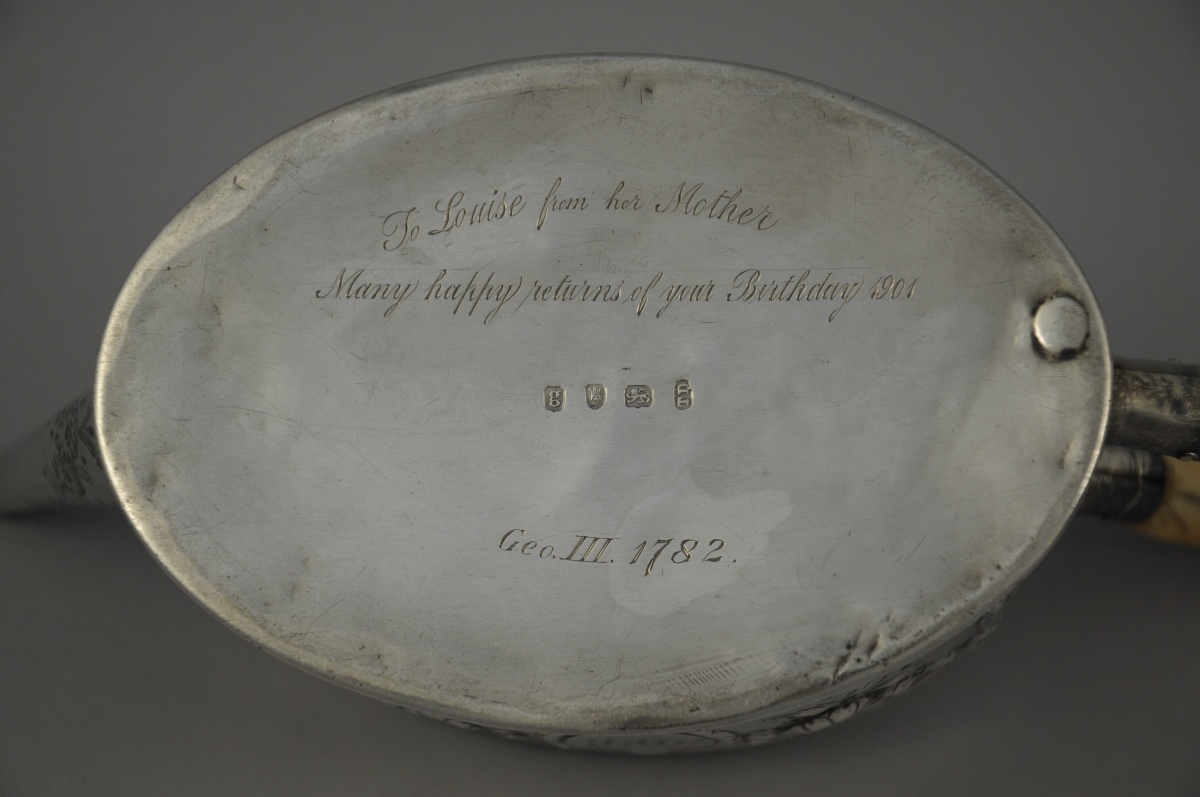 To Louise from her Mother
Many happy returns of your Birthday 1901
g
Geo. III. 1782.